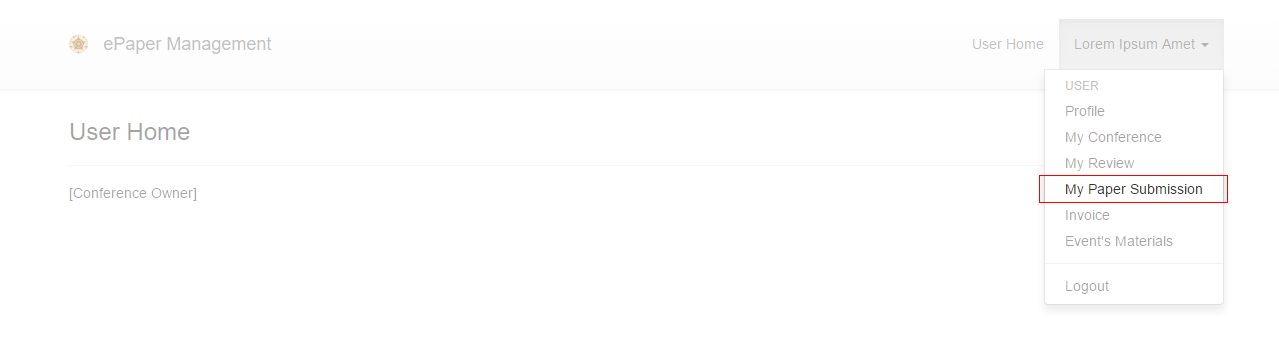 ePaper Management
User Home
Lorem Ipsum Amet
USER
Profile
My Conference
My Review
My Paper Submission
Invoice
Event's Materials
Logout
User Home
[Conference Owner]